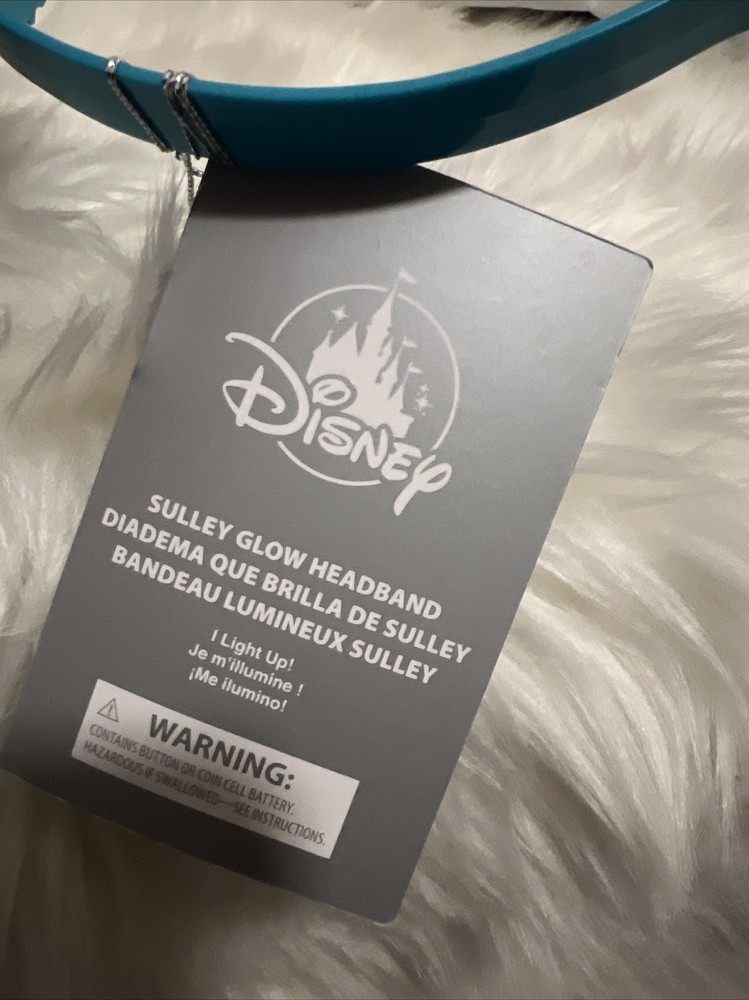 Disney
SULLEY GLOW HEADBAND
DIADEMA QUE BRILLA DE SULLEY
BANDEAU LUMINEUX SULLEY
I Light Up!
Je m'illumine !
¡Me ilumino!
WARNING:
CONTAINS BUTTON OR COIN CELL BATTERY.
HAZARDOUS IF SWALLOWED—SEE INSTRUCTIONS.